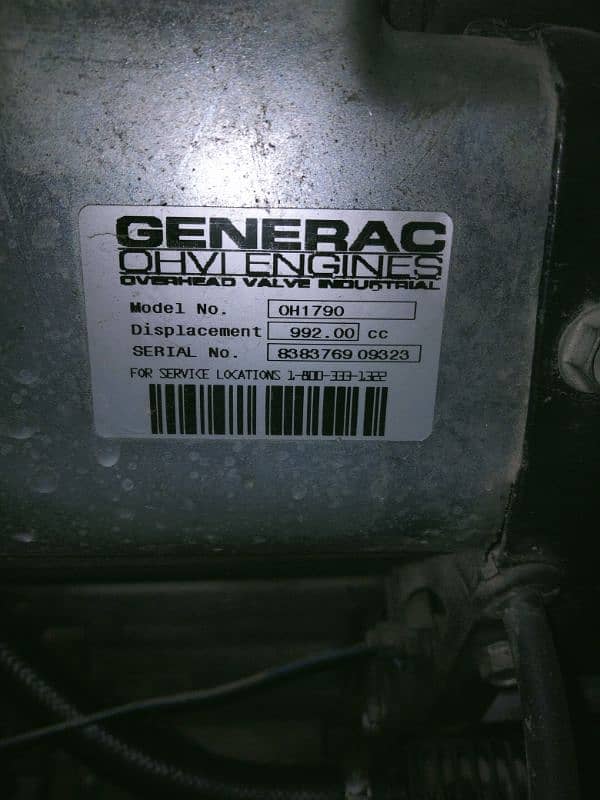 GENERAC
OHVI ENGINES
OVERHEAD VALVE INDUSTRIAL
Model No. 0H1790
Displacement 992.00 cc
SERIAL No. 8383769 09323
FOR SERVICE LOCATIONS 1-800-333-1322